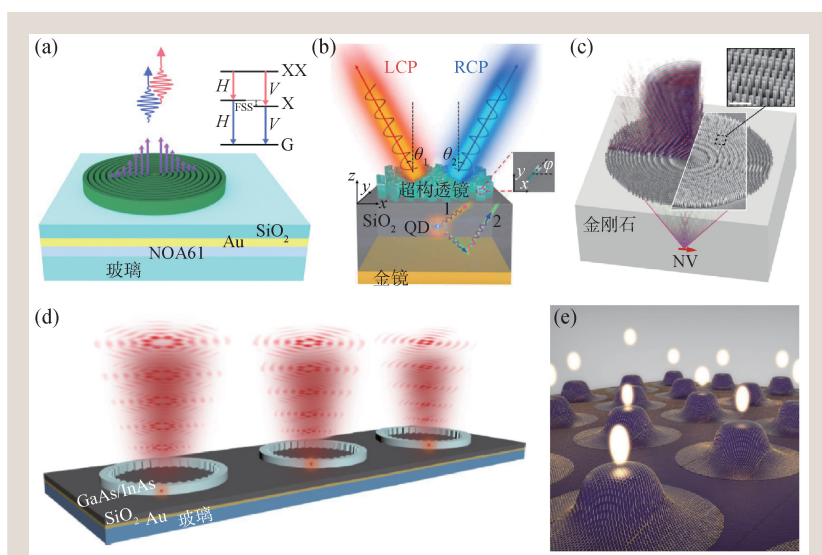 (a)
XX
H
V
FSS
X
H
V
G
SiO2
Au
NOA61
玻璃
(b)
LCP
RCP
θ1
θ2
z
y
x
超构透镜
SiO2
1
QD
2
金镜
y
x
φ
(c)
金刚石
NV
(d)
GaAs/InAs
SiO2 Au 玻璃
(e)